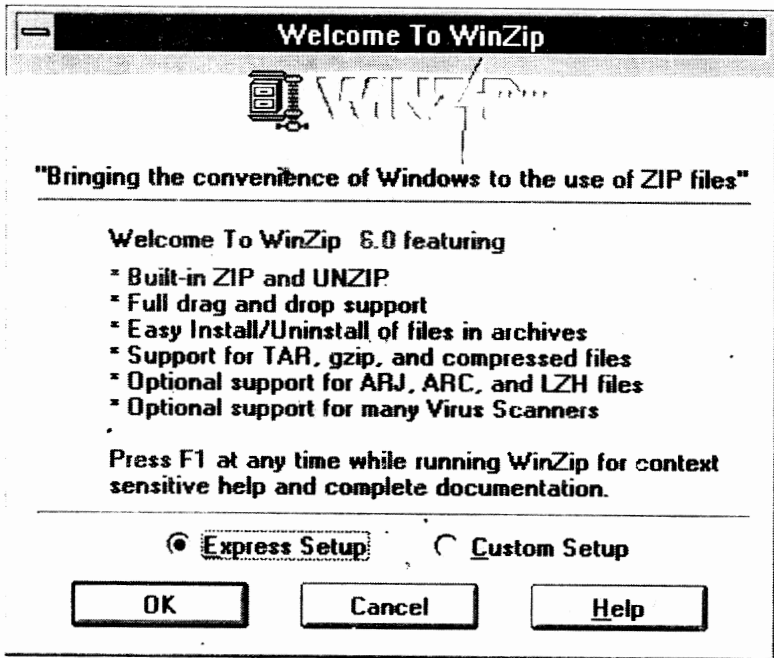 Welcome To WinZip
WINZIP
"Bringing the convenience of Windows to the use of ZIP files"
Welcome To WinZip 6.0 featuring
* Built-in ZIP and UNZIP
* Full drag and drop support
* Easy Install/Uninstall of files in archives
* Support for TAR, gzip, and compressed files
* Optional support for ARJ, ARC, and LZH files
* Optional support for many Virus Scanners
Press F1 at any time while running WinZip for context
sensitive help and complete documentation.
Express Setup Custom Setup
OK Cancel Help